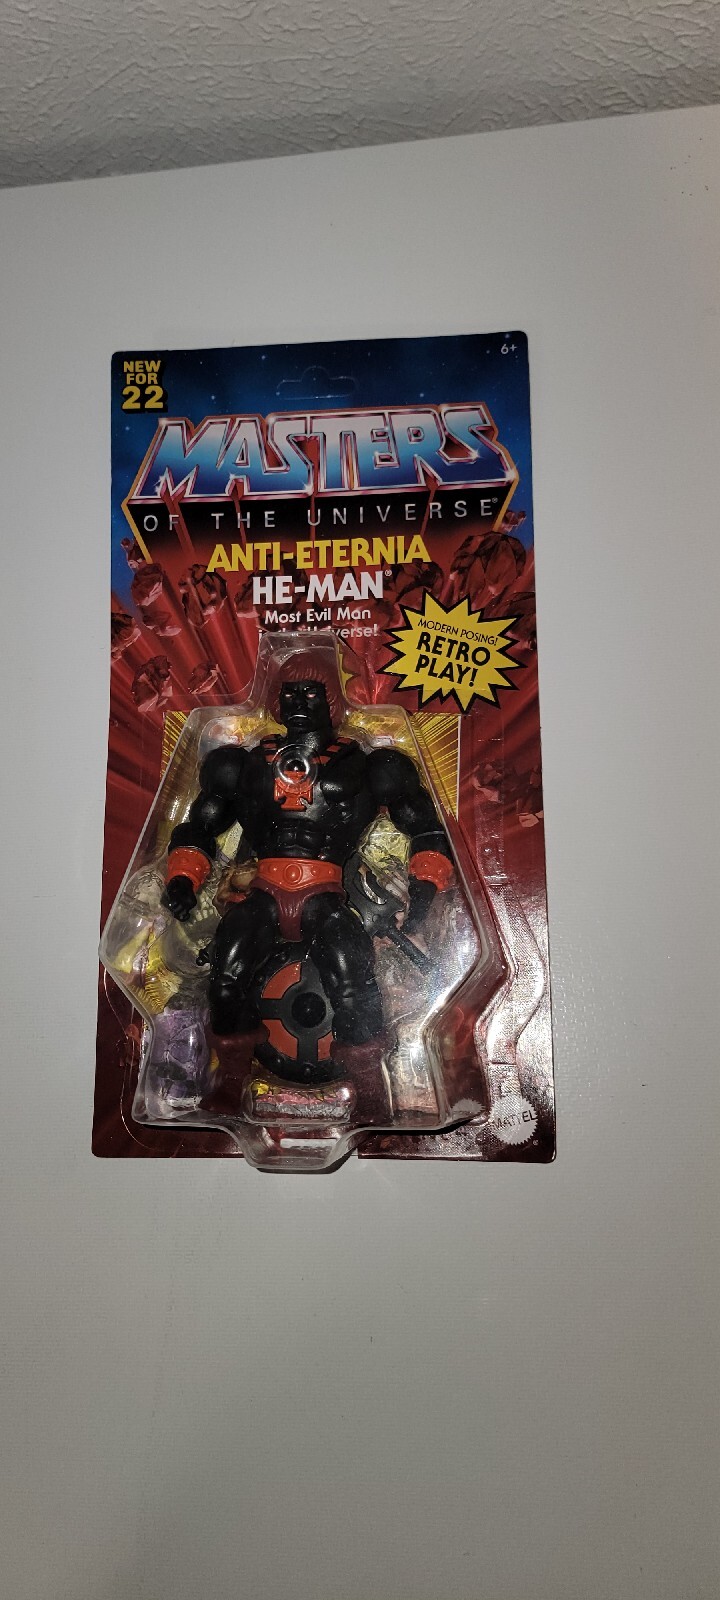 NEW
FOR
22
6+
MASTERS
OF THE UNIVERSE®
ANTI-ETERNIA
HE-MAN®
Most Evil Man
MODERN POSING!
RETRO
PLAY!
MATTEL